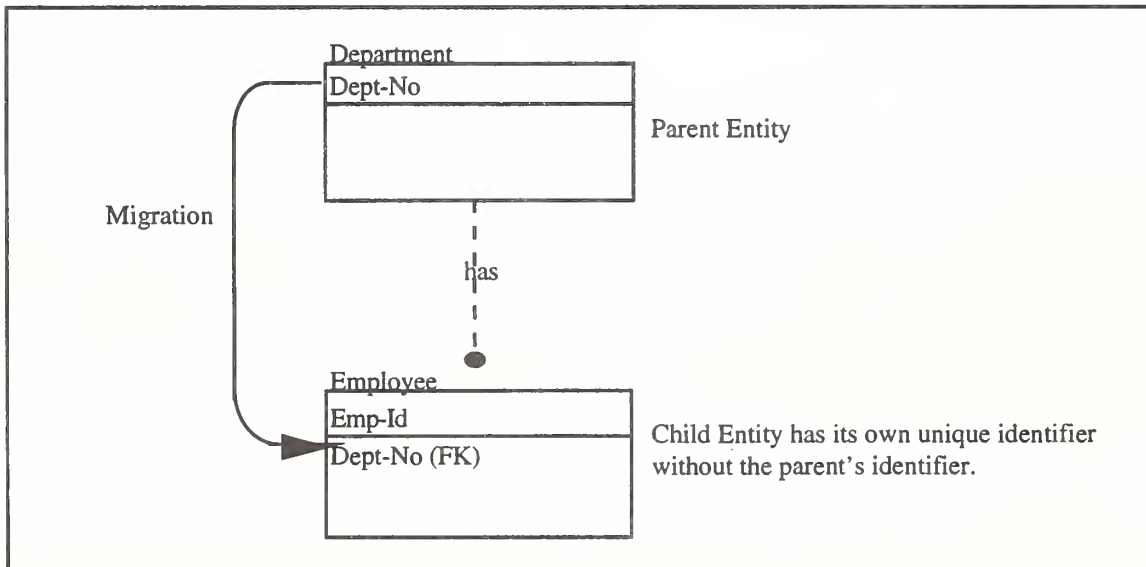 Department
Dept-No
Parent Entity
Migration
has
Employee
Emp-Id
Dept-No (FK)
Child Entity has its own unique identifier
without the parent's identifier.